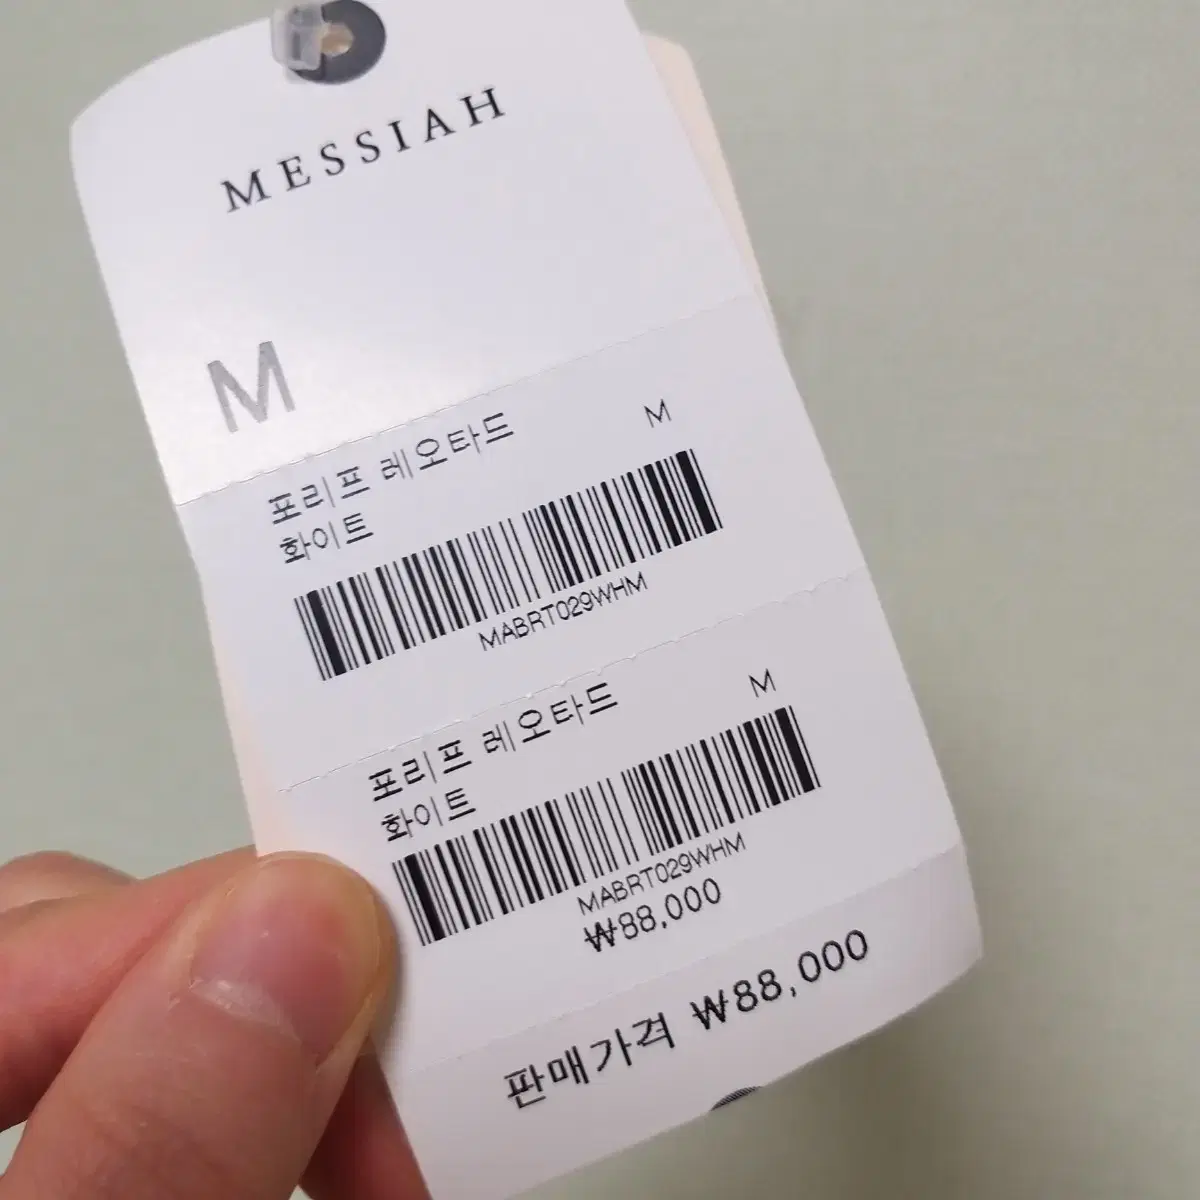 MESSIAH
M
포리프 레오타드 M
화이트
MABRT029WHM
포리프 레오타드 M
화이트
MABRT029WHM
₩88,000
판매가격 ₩88,000